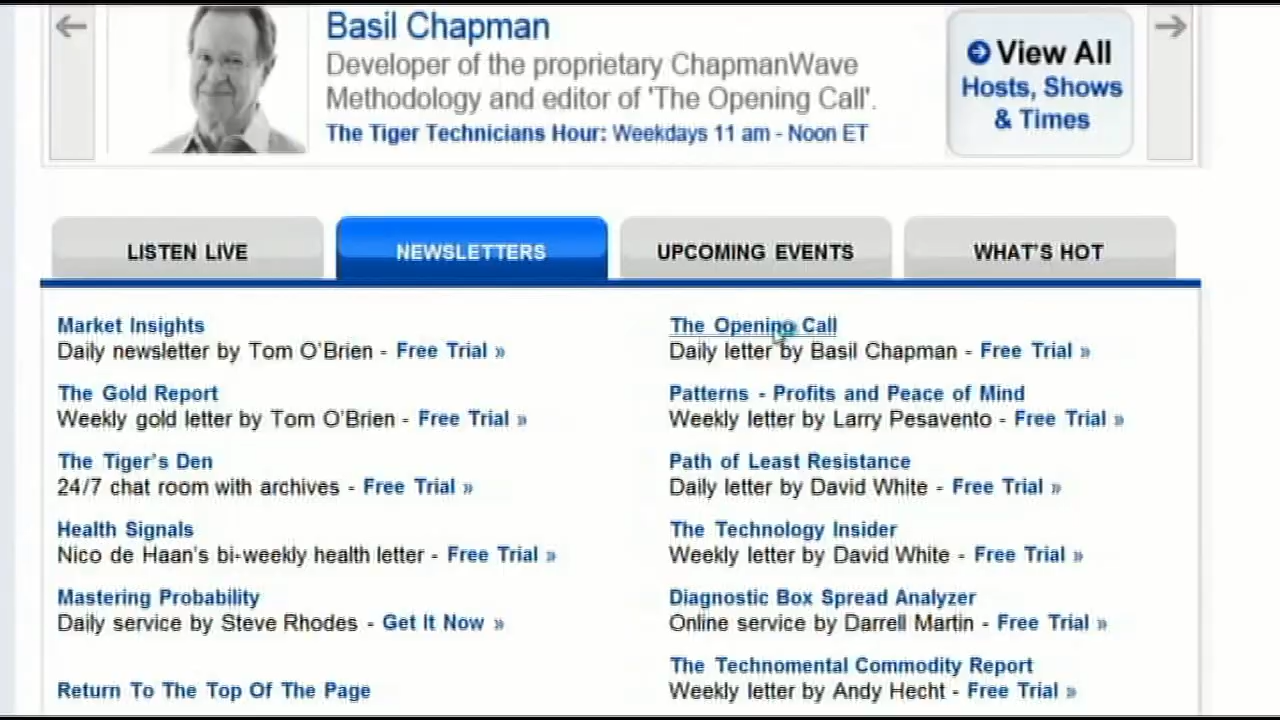 Basil Chapman
Developer of the proprietary ChapmanWave
Methodology and editor of 'The Opening Call'.
The Tiger Technicians Hour: Weekdays 11 am - Noon ET
View All
Hosts, Shows
& Times
LISTEN LIVE
NEWSLETTERS
UPCOMING EVENTS
WHAT'S HOT
Market Insights
Daily newsletter by Tom O'Brien - Free Trial »
The Gold Report
Weekly gold letter by Tom O'Brien - Free Trial »
The Tiger's Den
24/7 chat room with archives - Free Trial »
Health Signals
Nico de Haan's bi-weekly health letter - Free Trial »
Mastering Probability
Daily service by Steve Rhodes - Get It Now »
Return To The Top Of The Page
The Opening Call
Daily letter by Basil Chapman - Free Trial »
Patterns - Profits and Peace of Mind
Weekly letter by Larry Pesavento - Free Trial »
Path of Least Resistance
Daily letter by David White - Free Trial »
The Technology Insider
Weekly letter by David White - Free Trial »
Diagnostic Box Spread Analyzer
Online service by Darrell Martin - Free Trial »
The Technomental Commodity Report
Weekly letter by Andy Hecht - Free Trial »